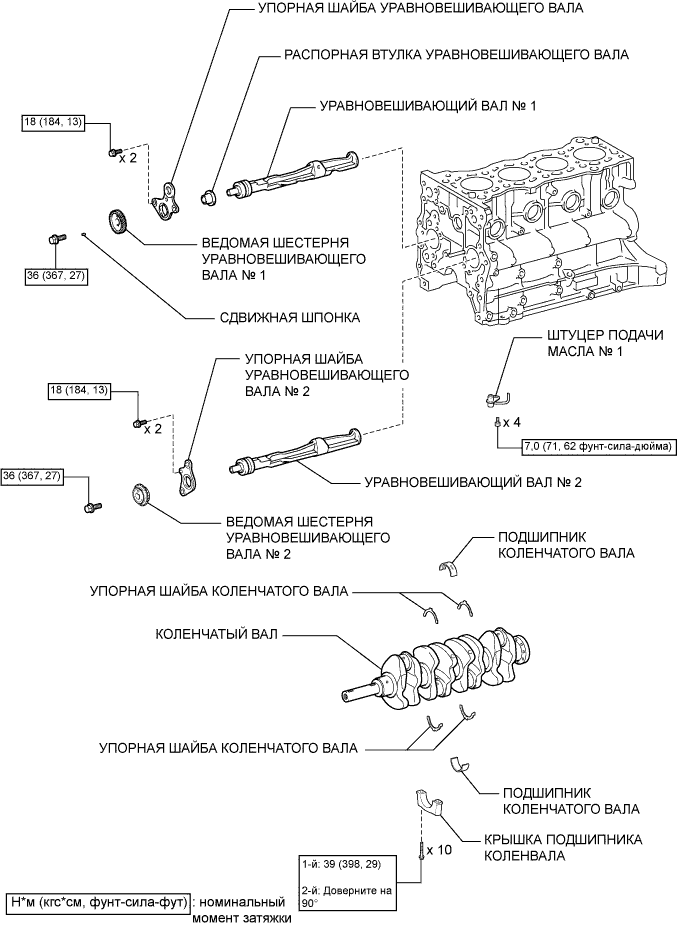 УПОРНАЯ ШАЙБА УРАВНОВЕШИВАЮЩЕГО ВАЛА
РАСПОРНАЯ ВТУЛКА УРАВНОВЕШИВАЮЩЕГО ВАЛА
УРАВНОВЕШИВАЮЩИЙ ВАЛ № 1
18 (184, 13)
x 2
ВЕДОМАЯ ШЕСТЕРНЯ
УРАВНОВЕШИВАЮЩЕГО
ВАЛА № 1
36 (367, 27)
СДВИЖНАЯ ШПОНКА
ШТУЦЕР ПОДАЧИ
МАСЛА № 1
УПОРНАЯ ШАЙБА
УРАВНОВЕШИВАЮЩЕГО
ВАЛА № 2
18 (184, 13)
x 2
x 4
7,0 (71, 62 фунт-сила-дюйма)
36 (367, 27)
УРАВНОВЕШИВАЮЩИЙ ВАЛ № 2
ВЕДОМАЯ ШЕСТЕРНЯ
УРАВНОВЕШИВАЮЩЕГО
ВАЛА № 2
ПОДШИПНИК
КОЛЕНЧАТОГО ВАЛА
УПОРНАЯ ШАЙБА КОЛЕНЧАТОГО ВАЛА
КОЛЕНЧАТЫЙ ВАЛ
УПОРНАЯ ШАЙБА КОЛЕНЧАТОГО ВАЛА
ПОДШИПНИК
КОЛЕНЧАТОГО ВАЛА
КРЫШКА ПОДШИПНИКА
КОЛЕНВАЛА
x 10
1-й: 39 (398, 29)
2-й: Доверните на
90°
Н*м (кгс*см, фунт-сила-фут) : номинальный
момент затяжки